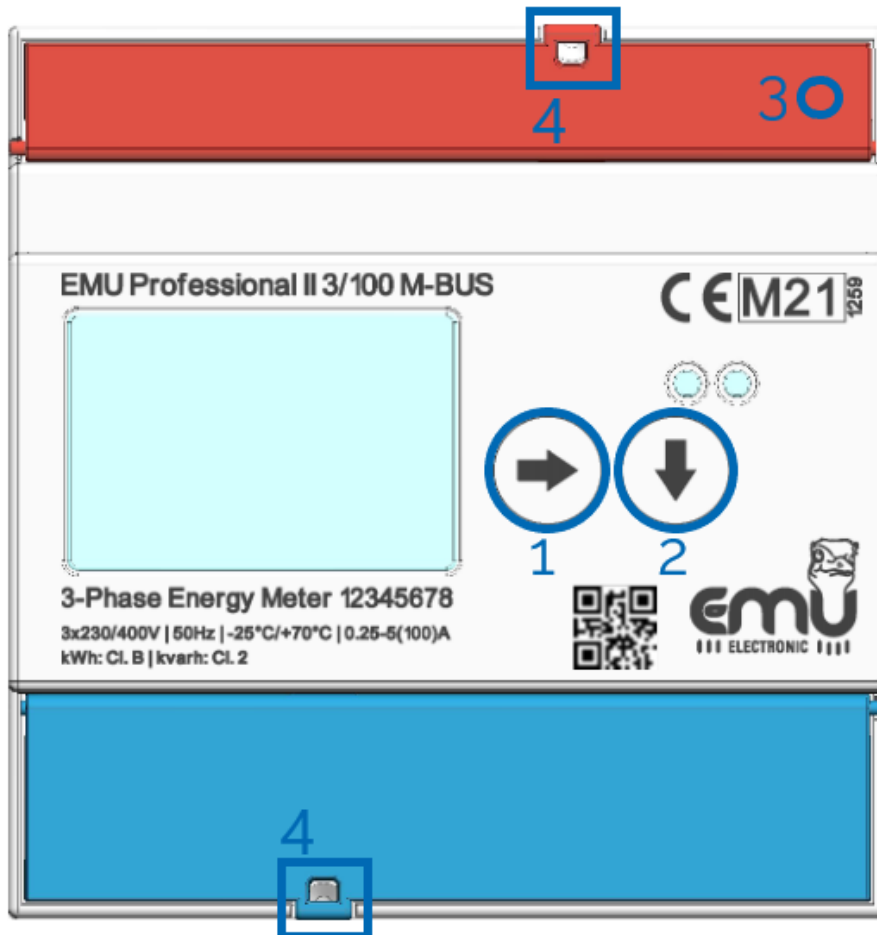 4
3
EMU Professional II 3/100 M-BUS
CE M21 1259
1 2
3-Phase Energy Meter 12345678
3x230/400V | 50Hz | -25°C/+70°C | 0.25-5(100)A
kWh: Cl. B | kvarh: Cl. 2
emu
ELECTRONIC
4